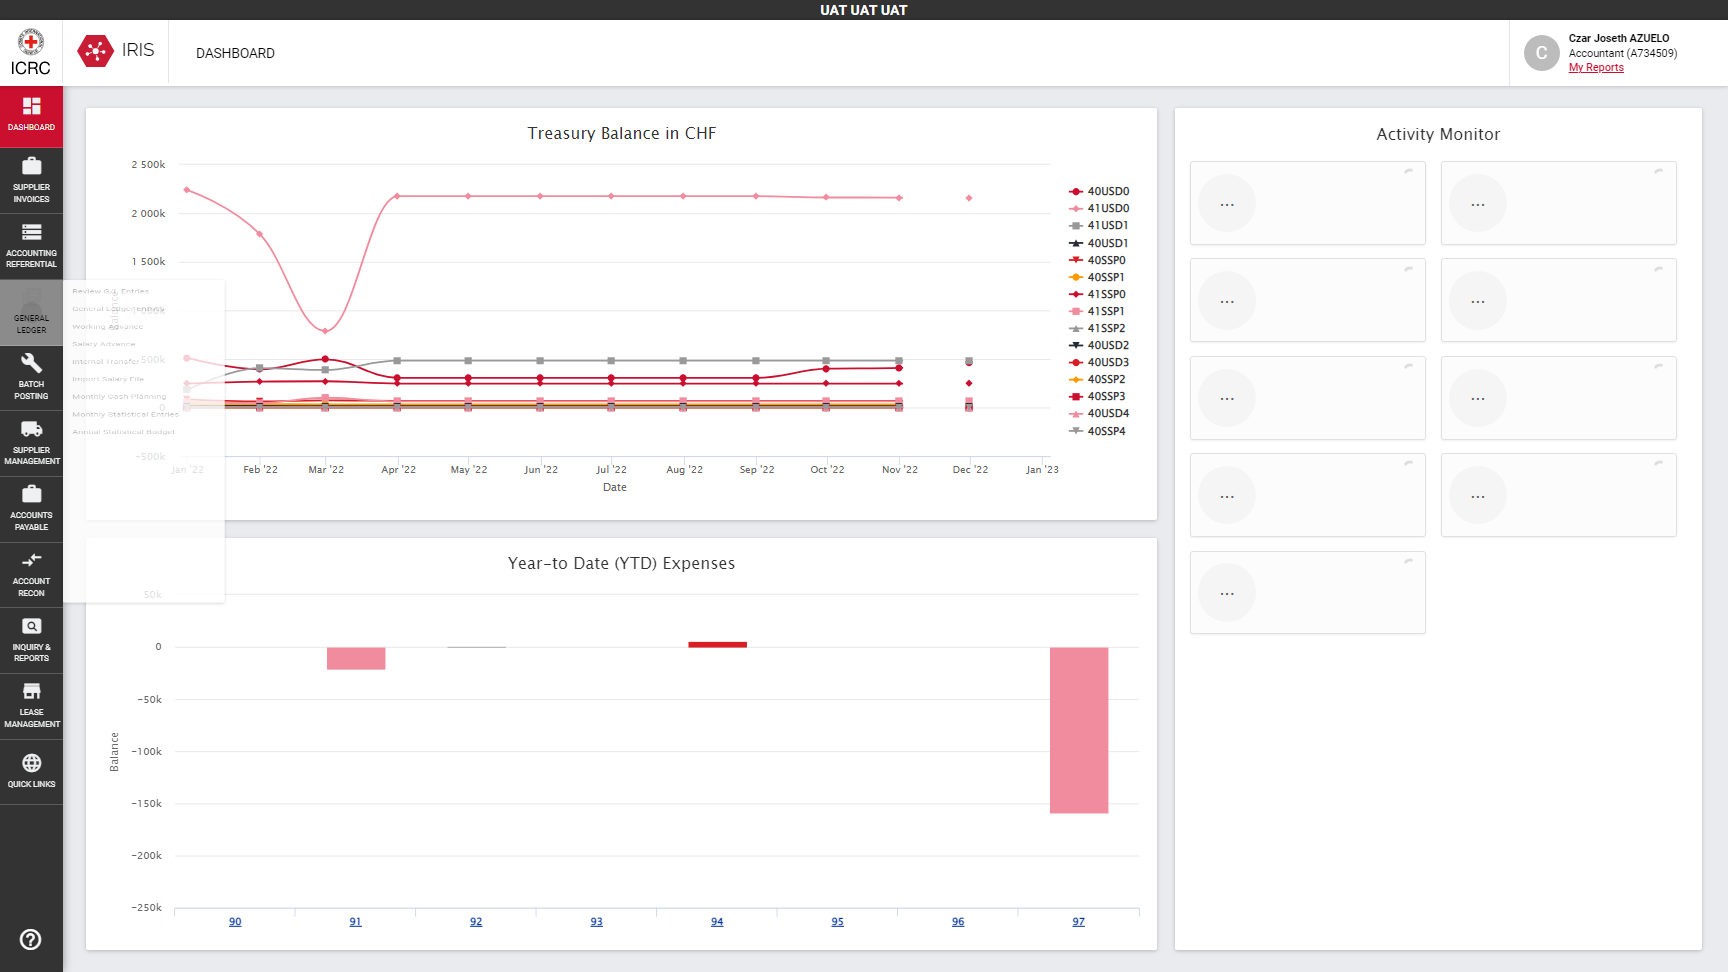 UAT UAT UAT
ICRC
IRIS
DASHBOARD
Czar Joseth AZUELO
Accountant (A734509)
My Reports
C
DASHBOARD
SUPPLIER
INVOICES
ACCOUNTING
REFERENTIAL
GENERAL
LEDGER
BATCH
POSTING
SUPPLIER
MANAGEMENT
ACCOUNTS
PAYABLE
ACCOUNT
RECON
INQUIRY &
REPORTS
LEASE
MANAGEMENT
QUICK LINKS
Review G.L. Entries
General Ledger Entries
Working Advance
Salary Advance
Internal Transfer
Import Salary File
Monthly Cash Planning
Monthly Statistical Entries
Annual Statistical Budget
Treasury Balance in CHF
2 500k
2 000k
1 500k
500k
0
-500k
Balance
Jan '22
Feb '22
Mar '22
Apr '22
May '22
Jun '22
Jul '22
Aug '22
Sep '22
Oct '22
Nov '22
Dec '22
Jan '23
Date
40USD0
41USD0
41USD1
40USD1
40SSP0
40SSP1
41SSP0
41SSP1
41SSP2
40USD2
40USD3
40SSP2
40SSP3
40USD4
40SSP4
Year-to Date (YTD) Expenses
50k
0
-50k
-100k
-150k
-200k
-250k
Balance
90
91
92
93
94
95
96
97
Activity Monitor
...
...
...
...
...
...
...
...
...